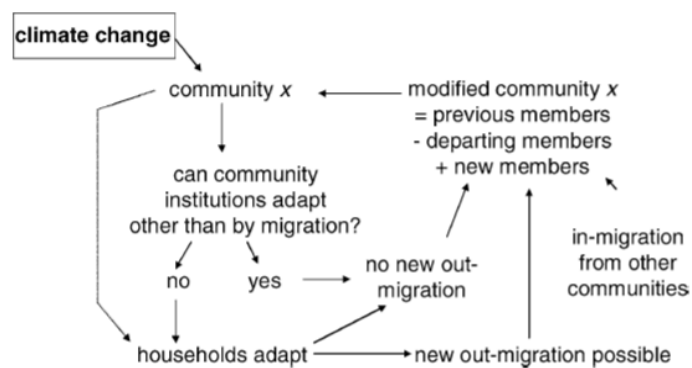 climate change
community x
modified community x
= previous members
- departing members
+ new members
can community
institutions adapt
other than by migration?
in-migration
from other
communities
no
yes
no new out-
migration
households adapt
new out-migration possible